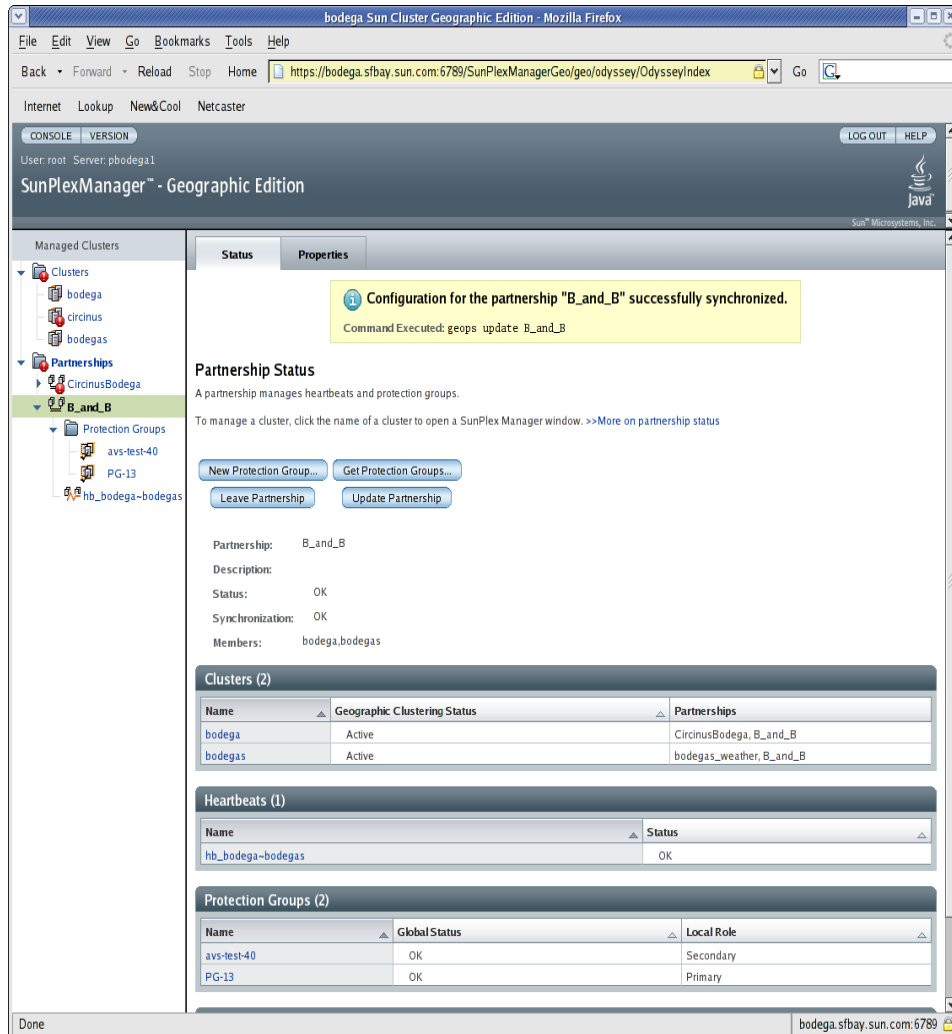 bodega Sun Cluster Geographic Edition - Mozilla Firefox
File Edit View Go Bookmarks Tools Help
Back Forward Reload Stop Home https://bodega.sfbay.sun.com:6789/SunPlexManagerGeo/geo/odyssey/OdysseyIndex Go G
Internet Lookup New&Cool Netcaster
CONSOLE VERSION LOG OUT HELP
User: root Server: pbodega1
SunPlexManager™ - Geographic Edition
Java™
Sun™ Microsystems, Inc.
Managed Clusters
Clusters
bodega
circinus
bodegas
Partnerships
CircinusBodega
B_and_B
Protection Groups
avs-test-40
PG-13
hb_bodega~bodegas
Status Properties
Configuration for the partnership "B_and_B" successfully synchronized.
Command Executed: geops update B_and_B
Partnership Status
A partnership manages heartbeats and protection groups.
To manage a cluster, click the name of a cluster to open a SunPlex Manager window. >>More on partnership status
New Protection Group... Get Protection Groups...
Leave Partnership Update Partnership
Partnership: B_and_B
Description:
Status: OK
Synchronization: OK
Members: bodega,bodegas
Clusters (2)
Name Geographic Clustering Status Partnerships
bodega Active CircinusBodega, B_and_B
bodegas Active bodegas_weather, B_and_B
Heartbeats (1)
Name Status
hb_bodega~bodegas OK
Protection Groups (2)
Name Global Status Local Role
avs-test-40 OK Secondary
PG-13 OK Primary
Done bodega.sfbay.sun.com:6789